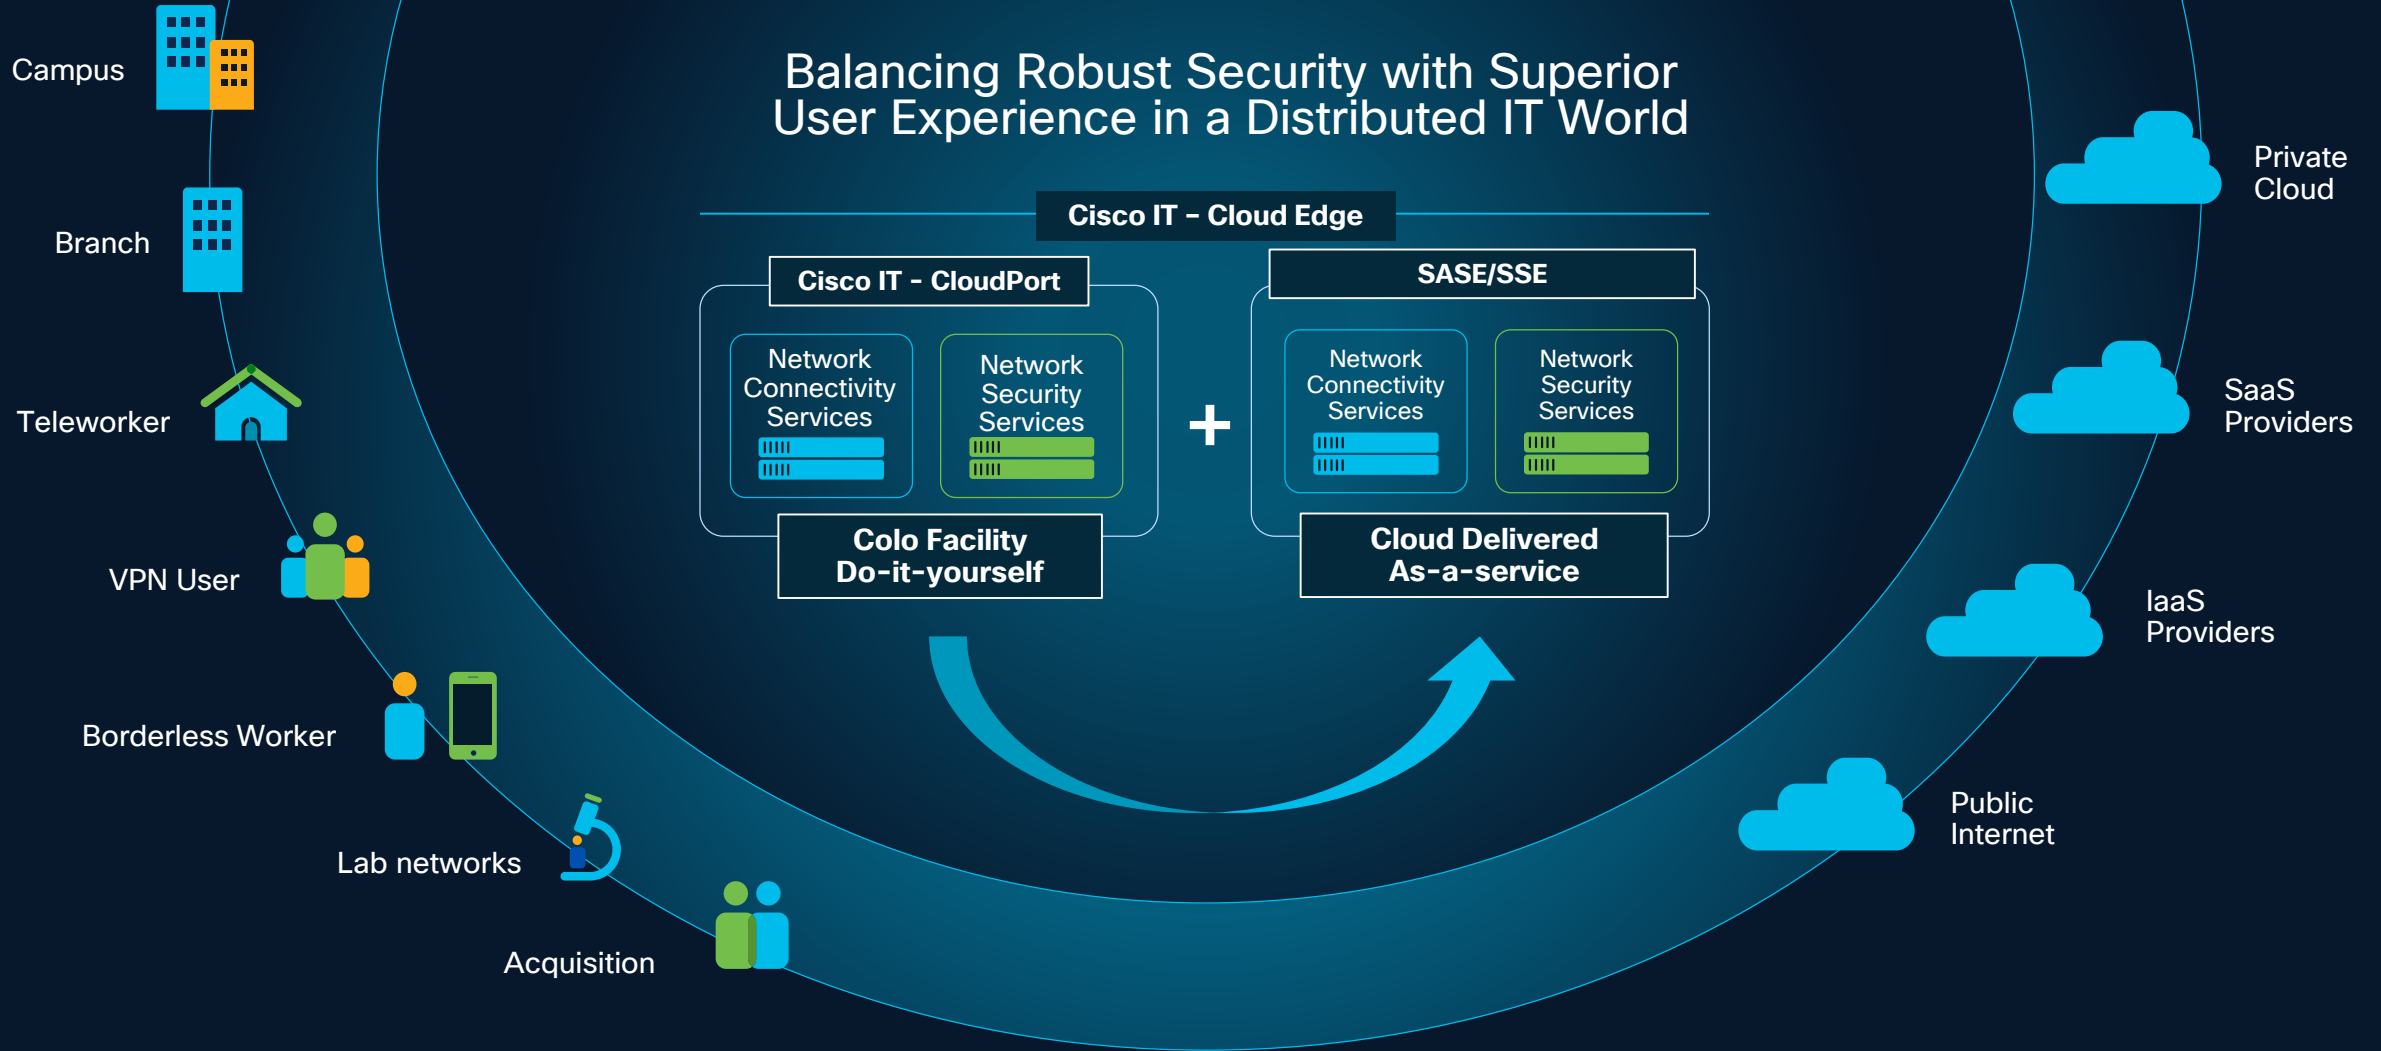 Balancing Robust Security with Superior
User Experience in a Distributed IT World
Campus
Branch
Teleworker
VPN User
Borderless Worker
Lab networks
Acquisition
Cisco IT – Cloud Edge
Cisco IT - CloudPort
Network
Connectivity
Services
Network
Security
Services
Colo Facility
Do-it-yourself
+
SASE/SSE
Network
Connectivity
Services
Network
Security
Services
Cloud Delivered
As-a-service
Private
Cloud
SaaS
Providers
IaaS
Providers
Public
Internet